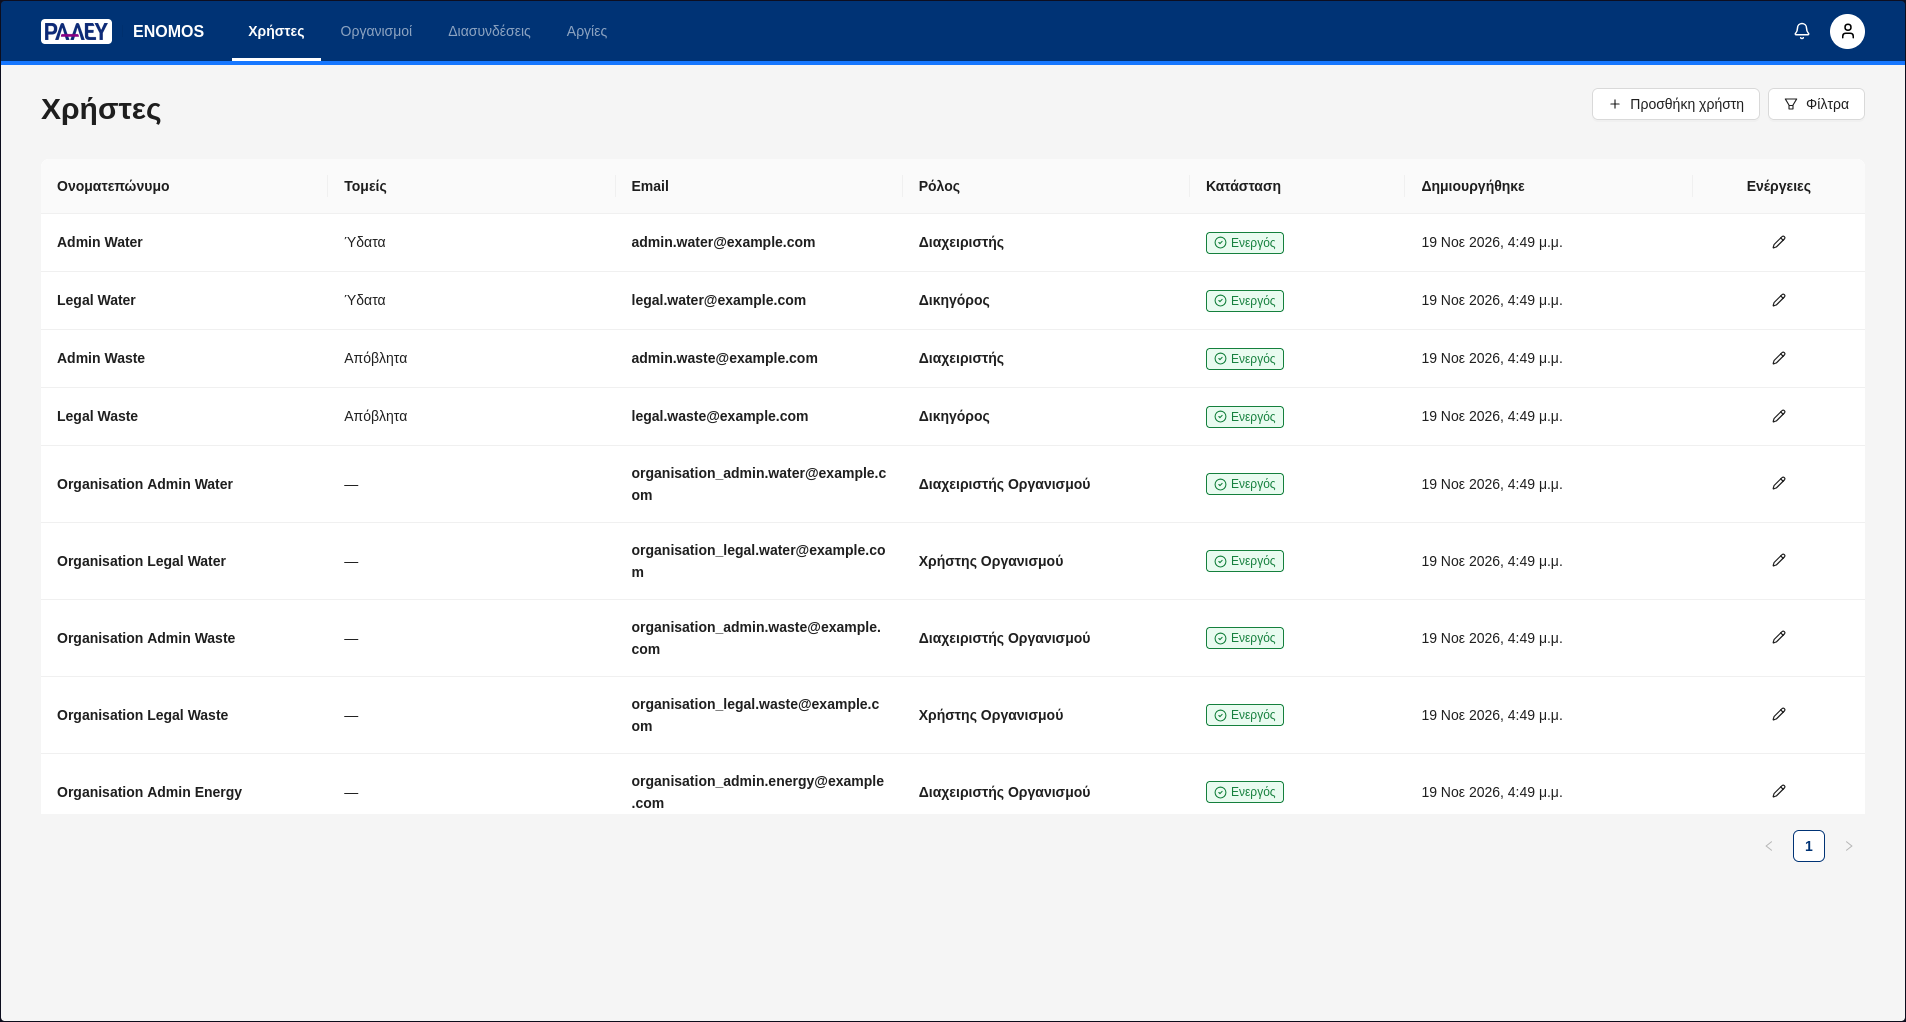 ΡΑΑΕΥ ENOMOS Χρήστες Οργανισμοί Διασυνδέσεις Αργίες
Χρήστες
Προσθήκη χρήστη Φίλτρα
Ονοματεπώνυμο Τομείς Email Ρόλος Κατάσταση Δημιουργήθηκε Ενέργειες
Admin Water Ύδατα admin.water@example.com Διαχειριστής Ενεργός 19 Νοε 2026, 4:49 μ.μ.
Legal Water Ύδατα legal.water@example.com Δικηγόρος Ενεργός 19 Νοε 2026, 4:49 μ.μ.
Admin Waste Απόβλητα admin.waste@example.com Διαχειριστής Ενεργός 19 Νοε 2026, 4:49 μ.μ.
Legal Waste Απόβλητα legal.waste@example.com Δικηγόρος Ενεργός 19 Νοε 2026, 4:49 μ.μ.
Organisation Admin Water — organisation_admin.water@example.c
om Διαχειριστής Οργανισμού Ενεργός 19 Νοε 2026, 4:49 μ.μ.
Organisation Legal Water — organisation_legal.water@example.co
m Χρήστης Οργανισμού Ενεργός 19 Νοε 2026, 4:49 μ.μ.
Organisation Admin Waste — organisation_admin.waste@example.
com Διαχειριστής Οργανισμού Ενεργός 19 Νοε 2026, 4:49 μ.μ.
Organisation Legal Waste — organisation_legal.waste@example.c
om Χρήστης Οργανισμού Ενεργός 19 Νοε 2026, 4:49 μ.μ.
Organisation Admin Energy — organisation_admin.energy@example
.com Διαχειριστής Οργανισμού Ενεργός 19 Νοε 2026, 4:49 μ.μ.
1